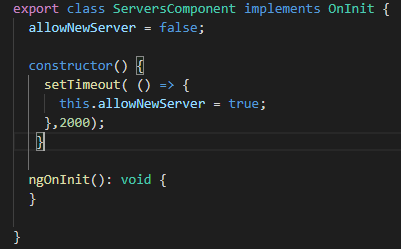 export class ServersComponent implements OnInit {
allowNewServer = false;
constructor() {
setTimeout( () => {
this.allowNewServer = true;
},2000);
}
ngOnInit(): void {
}
}